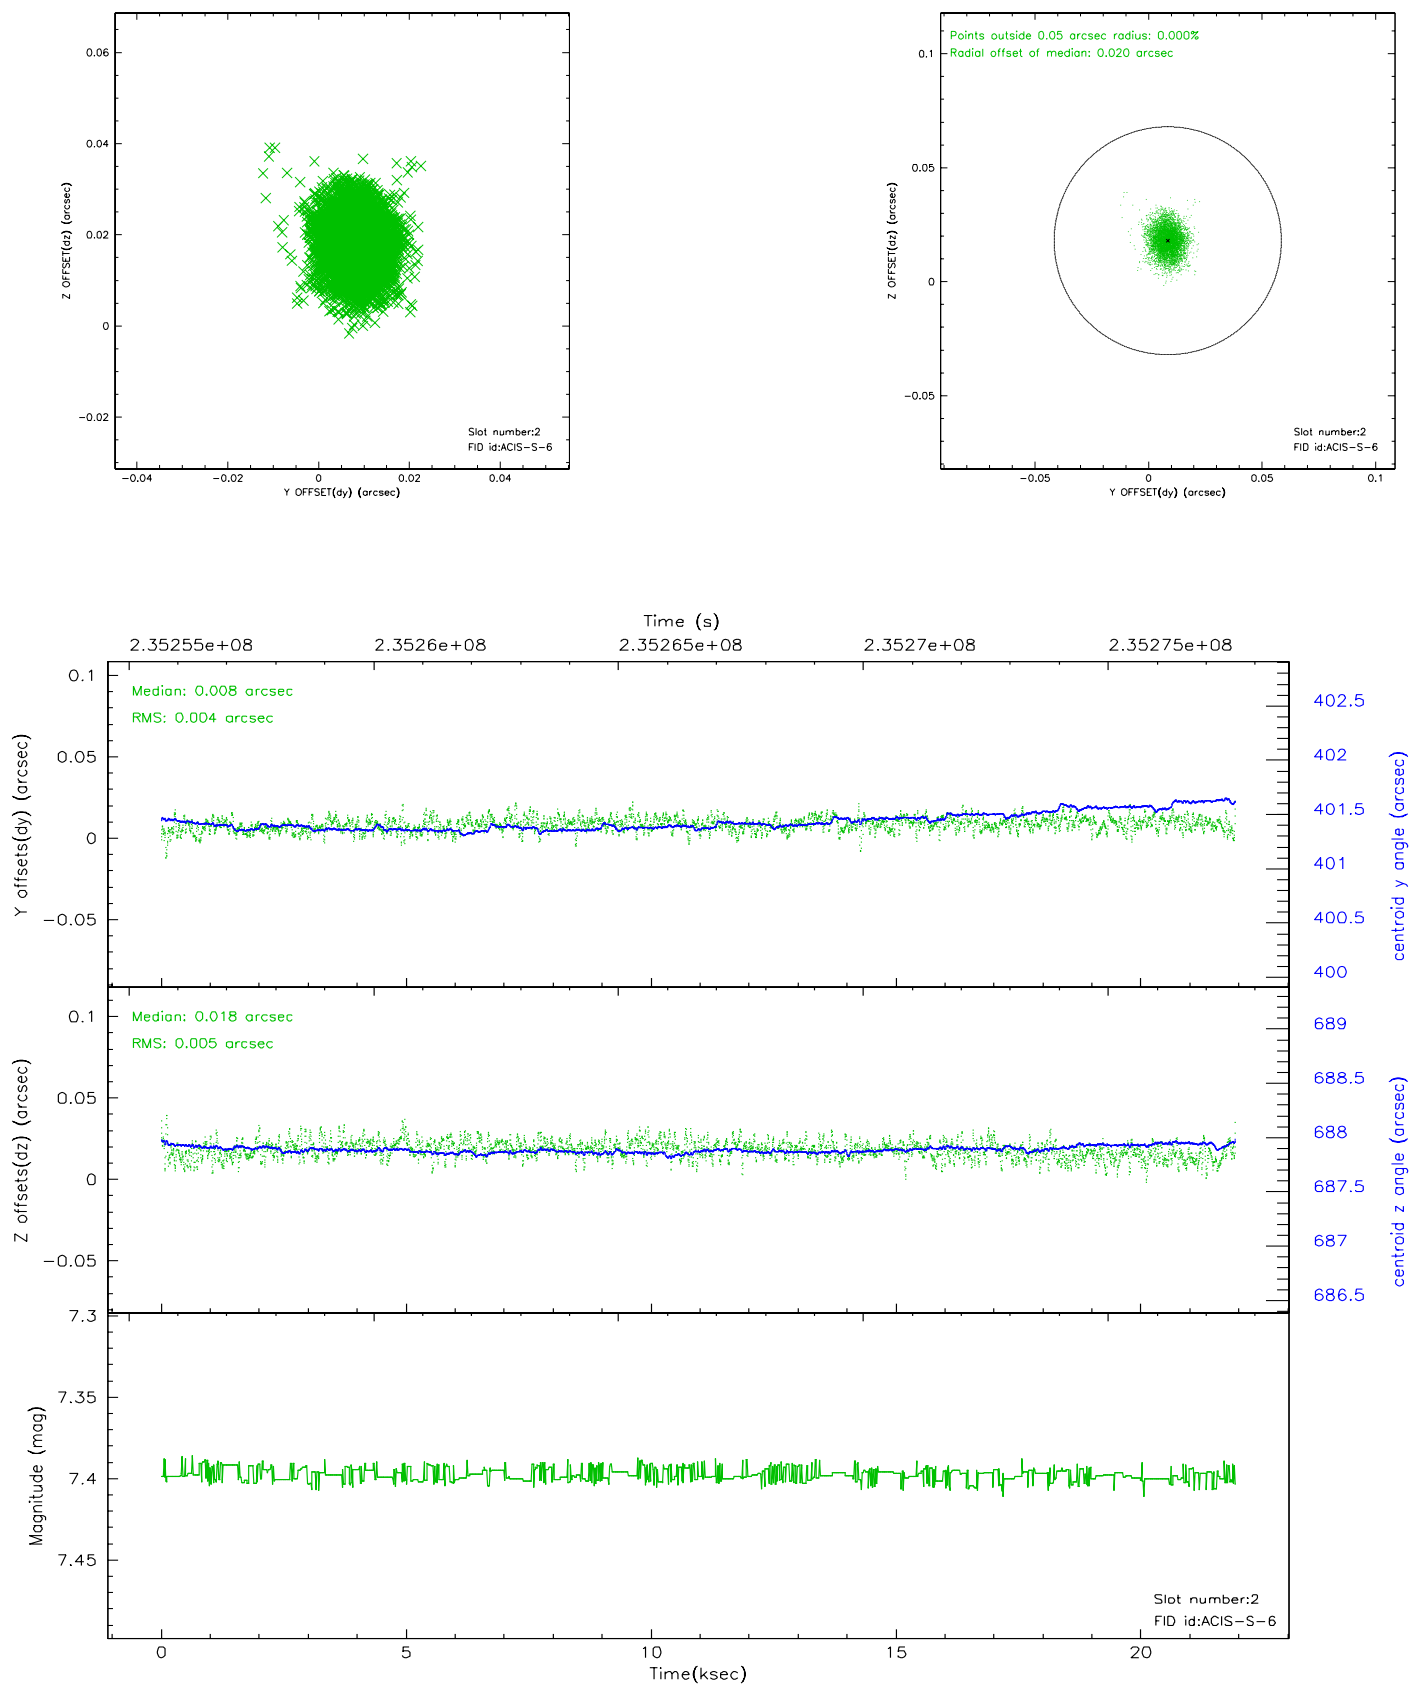 0.06
0.04
0.02
0
-0.02
-0.04
-0.02
0
0.02
0.04
Z OFFSET(dz) (arcsec)
Y OFFSET(dy) (arcsec)
Slot number:2
FID id:ACIS-S-6
Points outside 0.05 arcsec radius: 0.000%
Radial offset of median: 0.020 arcsec
0.1
0.05
0
-0.05
-0.05
0
0.05
0.1
Z OFFSET(dz) (arcsec)
Y OFFSET(dy) (arcsec)
Slot number:2
FID id:ACIS-S-6
Time (s)
2.35255e+08
2.3526e+08
2.35265e+08
2.3527e+08
2.35275e+08
Median: 0.008 arcsec
RMS: 0.004 arcsec
0.1
0.05
0
-0.05
Y offsets(dy) (arcsec)
402.5
402
401.5
401
400.5
400
centroid y angle (arcsec)
Median: 0.018 arcsec
RMS: 0.005 arcsec
0.1
0.05
0
-0.05
Z offsets(dz) (arcsec)
689
688.5
688
687.5
687
686.5
centroid z angle (arcsec)
7.3
7.35
7.4
7.45
Magnitude (mag)
Slot number:2
FID id:ACIS-S-6
0
5
10
15
20
Time(ksec)